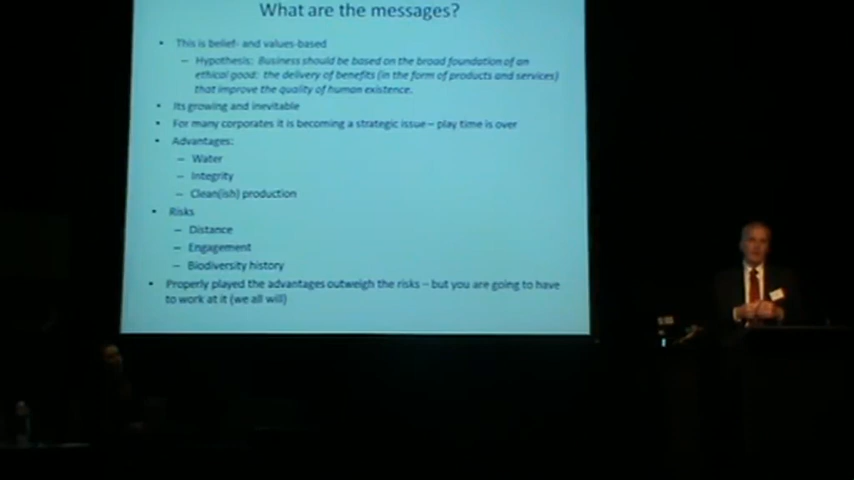 What are the messages?
• This is belief- and values-based
– Hypothesis: Business should be based on the broad foundation of an
ethical good: the delivery of benefits (in the form of products and services)
that improve the quality of human existence.
• Its growing and inevitable
• For many corporates it is becoming a strategic issue – play time is over
• Advantages:
– Water
– Integrity
– Clean(ish) production
• Risks
– Distance
– Engagement
– Biodiversity history
• Properly played the advantages outweigh the risks – but you are going to have
to work at it (we all will)